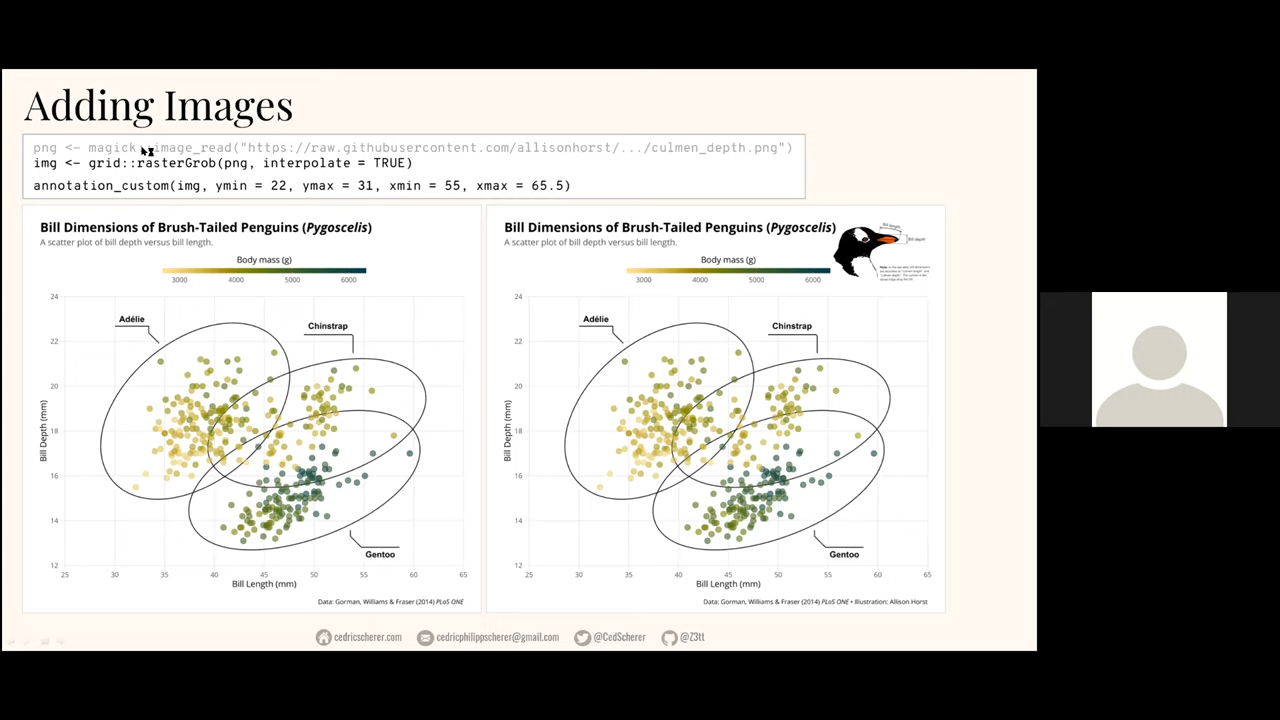 Adding Images
png <- magick::image_read("https://raw.githubusercontent.com/allisonhorst/.../culmen_depth.png")
img <- grid::rasterGrob(png, interpolate = TRUE)
annotation_custom(img, ymin = 22, ymax = 31, xmin = 55, xmax = 65.5)
Bill Dimensions of Brush-Tailed Penguins (Pygoscelis)
A scatter plot of bill depth versus bill length.
Body mass (g)
3000 4000 5000 6000
24
22
20
18
16
14
12
Bill Depth (mm)
Adélie
Chinstrap
Gentoo
25 30 35 40 45 50 55 60 65
Bill Length (mm)
Data: Gorman, Williams & Fraser (2014) PLoS ONE
Bill Dimensions of Brush-Tailed Penguins (Pygoscelis)
A scatter plot of bill depth versus bill length.
Bill length
Bill depth
Body mass (g)
3000 4000 5000 6000
24
22
20
18
16
14
12
Bill Depth (mm)
Adélie
Chinstrap
Gentoo
25 30 35 40 45 50 55 60 65
Bill Length (mm)
Data: Gorman, Williams & Fraser (2014) PLoS ONE • Illustration: Allison Horst
cedricscherer.com cedricphilippscherer@gmail.com @CedScherer @Z3tt